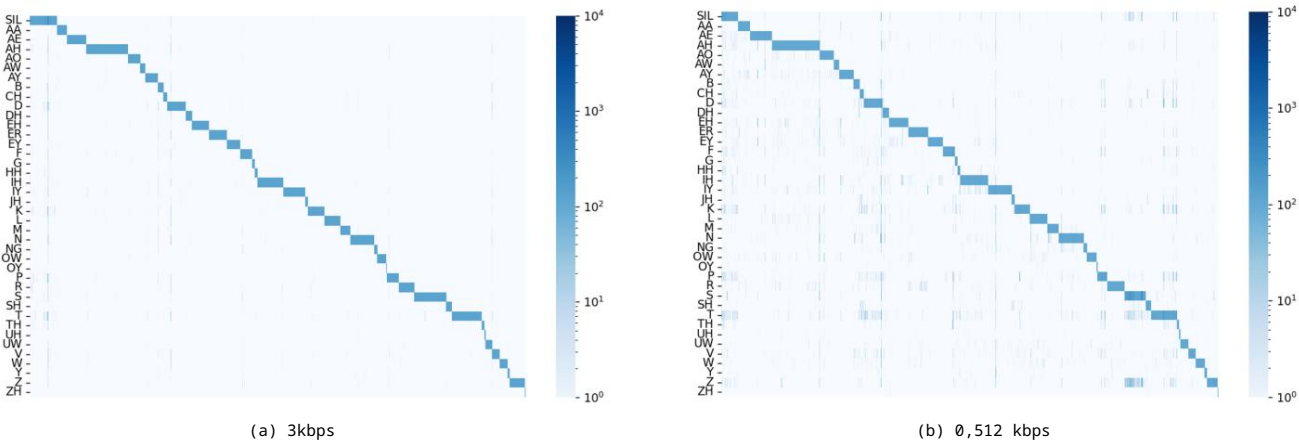 SIL
AA
AE
AH
AO
AW
AY
B
CH
D
DH
EH
ER
EY
F
G
HH
IH
IY
JH
K
L
M
N
NG
OW
OY
P
R
S
SH
T
TH
UH
UW
V
W
Y
Z
ZH
10⁴
10³
10²
10¹
10⁰
(a) 3kbps
SIL
AA
AE
AH
AO
AW
AY
B
CH
D
DH
EH
ER
EY
F
G
HH
IH
IY
JH
K
L
M
N
NG
OW
OY
P
R
S
SH
T
TH
UH
UW
V
W
Y
Z
ZH
10⁴
10³
10²
10¹
10⁰
(b) 0,512 kbps